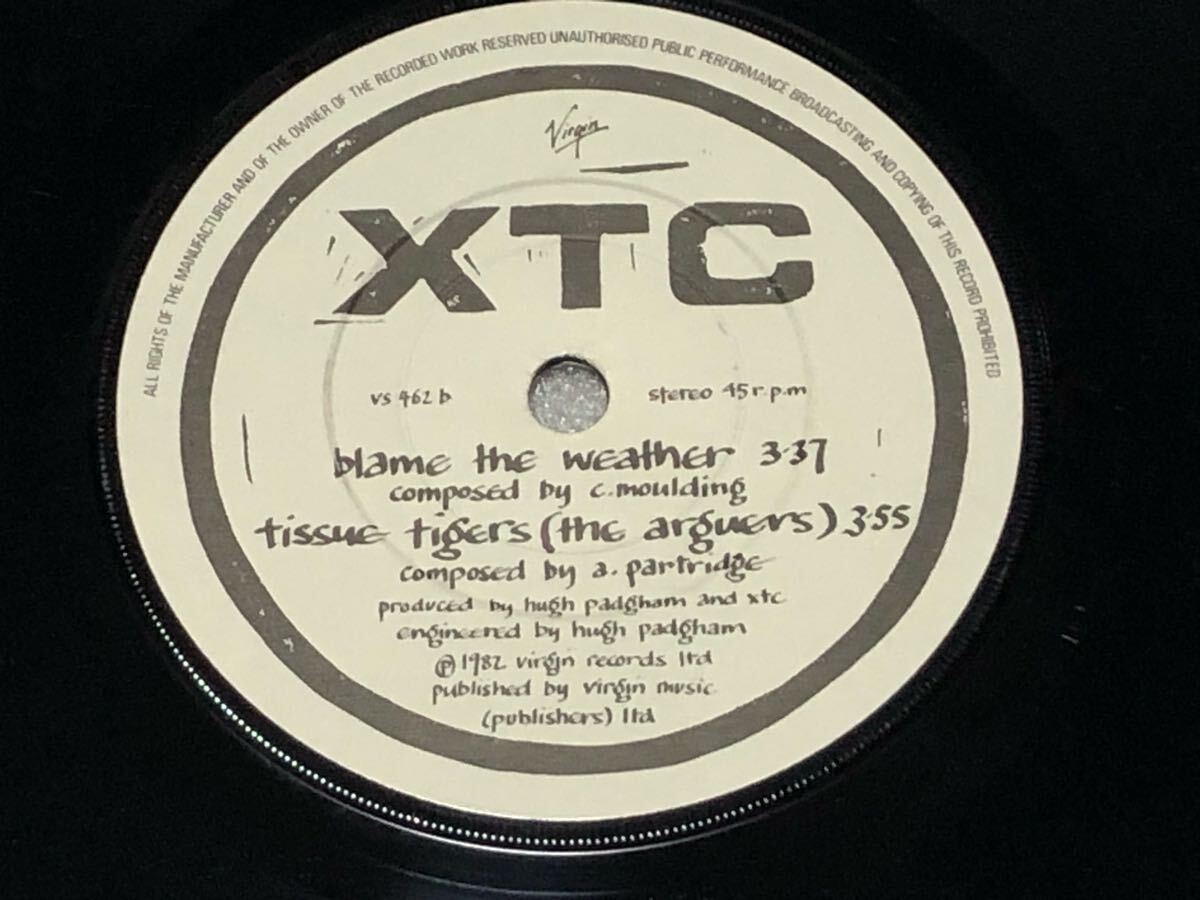 ALL RIGHTS OF THE MANUFACTURER AND OF THE OWNER OF THE RECORDED WORK RESERVED UNAUTHORISED PUBLIC PERFORMANCE BROADCASTING AND COPYING OF THIS RECORD PROHIBITED
Virgin
XTC
vs 462 b
stereo 45 r.p.m
blame the weather 3·37
composed by c. moulding
tissue tigers (the arguers) 3·55
composed by a. partridge
produced by hugh padgham and xtc
engineered by hugh padgham
℗ 1982 virgin records ltd
published by virgin music
(publishers) ltd